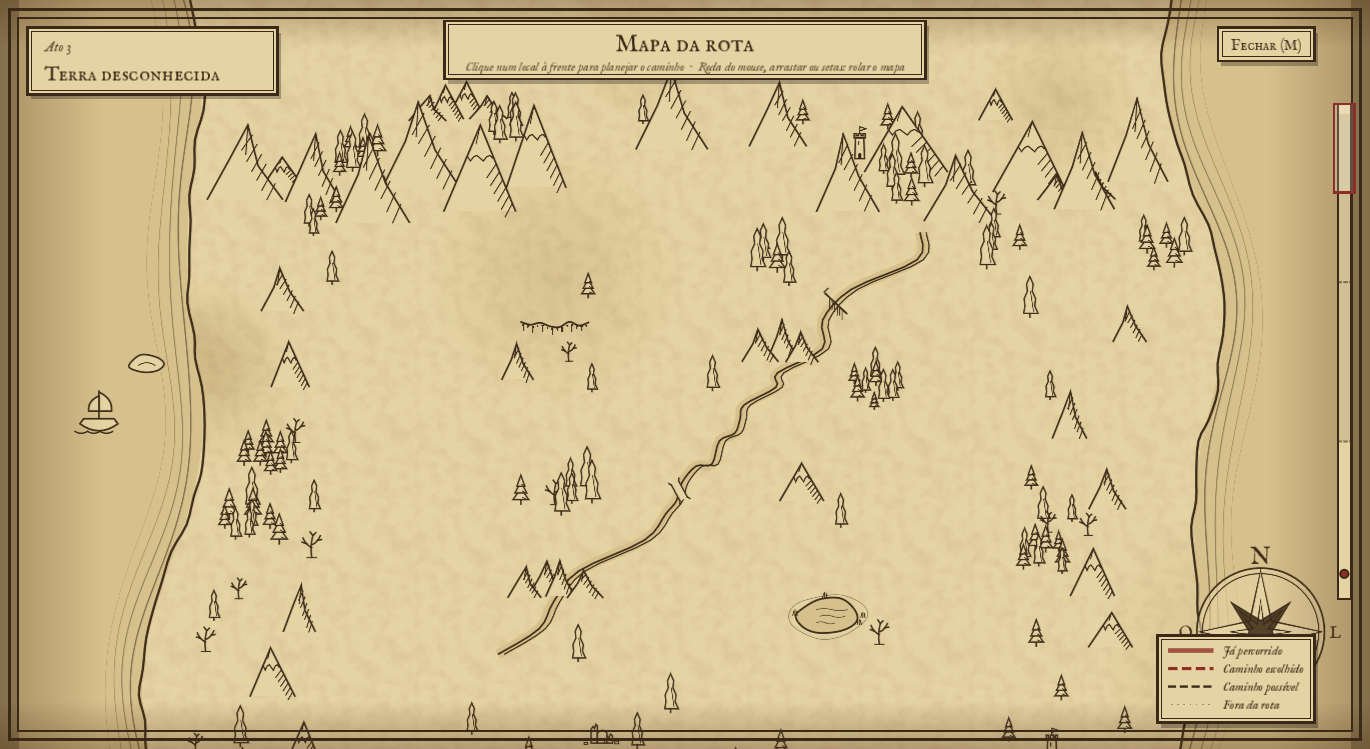 Ato 3
Terra desconhecida
Mapa da rota
Clique num local à frente para planejar o caminho · Roda do mouse, arrastar ou setas: rolar o mapa
Fechar (M)
N
O
L
Já percorrido
Caminho escolhido
Caminho possível
Fora da rota